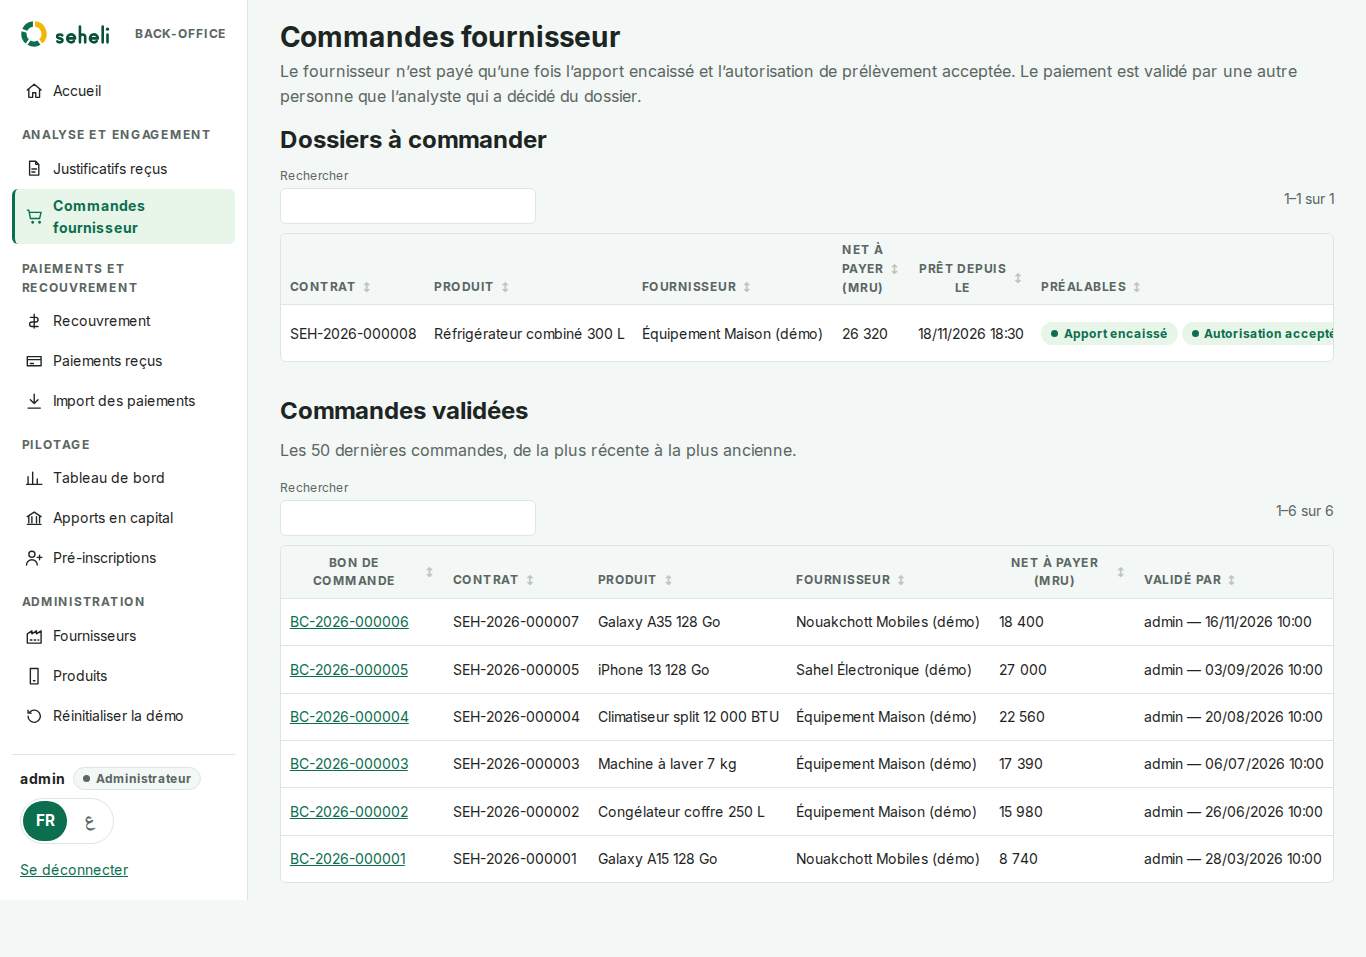 seheli BACK-OFFICE
Accueil
ANALYSE ET ENGAGEMENT
Justificatifs reçus
Commandes
fournisseur
PAIEMENTS ET
RECOUVREMENT
Recouvrement
Paiements reçus
Import des paiements
PILOTAGE
Tableau de bord
Apports en capital
Pré-inscriptions
ADMINISTRATION
Fournisseurs
Produits
Réinitialiser la démo
admin Administrateur
FR ع
Se déconnecter
Commandes fournisseur
Le fournisseur n’est payé qu’une fois l’apport encaissé et l’autorisation de prélèvement acceptée. Le paiement est validé par une autre
personne que l’analyste qui a décidé du dossier.
Dossiers à commander
Rechercher
1–1 sur 1
CONTRAT PRODUIT FOURNISSEUR NET À PAYER (MRU) PRÊT DEPUIS LE PRÉALABLES
SEH-2026-000008 Réfrigérateur combiné 300 L Équipement Maison (démo) 26 320 18/11/2026 18:30 Apport encaissé Autorisation accepté
Commandes validées
Les 50 dernières commandes, de la plus récente à la plus ancienne.
Rechercher
1–6 sur 6
BON DE COMMANDE CONTRAT PRODUIT FOURNISSEUR NET À PAYER (MRU) VALIDÉ PAR
BC-2026-000006 SEH-2026-000007 Galaxy A35 128 Go Nouakchott Mobiles (démo) 18 400 admin — 16/11/2026 10:00
BC-2026-000005 SEH-2026-000005 iPhone 13 128 Go Sahel Électronique (démo) 27 000 admin — 03/09/2026 10:00
BC-2026-000004 SEH-2026-000004 Climatiseur split 12 000 BTU Équipement Maison (démo) 22 560 admin — 20/08/2026 10:00
BC-2026-000003 SEH-2026-000003 Machine à laver 7 kg Équipement Maison (démo) 17 390 admin — 06/07/2026 10:00
BC-2026-000002 SEH-2026-000002 Congélateur coffre 250 L Équipement Maison (démo) 15 980 admin — 26/06/2026 10:00
BC-2026-000001 SEH-2026-000001 Galaxy A15 128 Go Nouakchott Mobiles (démo) 8 740 admin — 28/03/2026 10:00